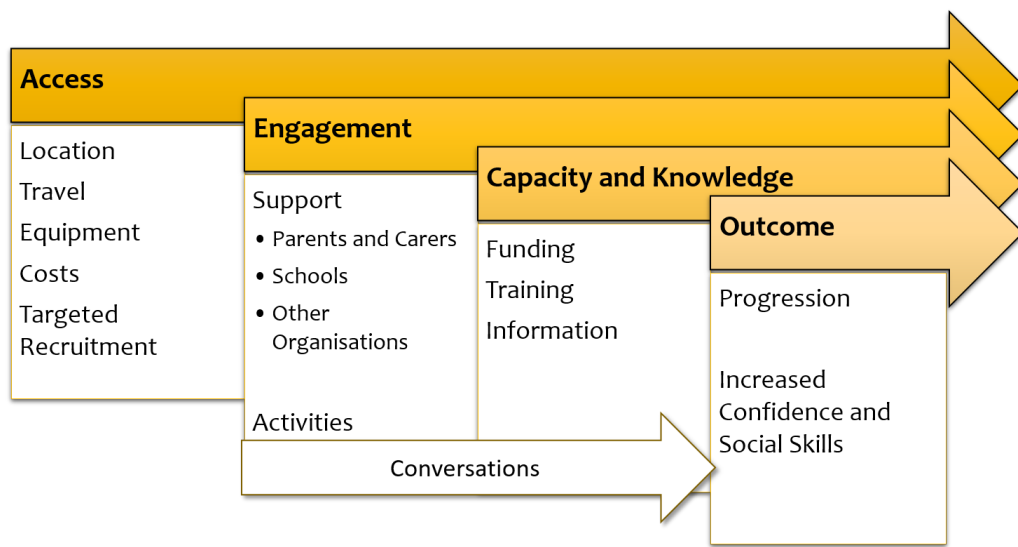 Access
Location
Travel
Equipment
Costs
Targeted
Recruitment
Engagement
Support
• Parents and Carers
• Schools
• Other
Organisations
Activities
Capacity and Knowledge
Funding
Training
Information
Outcome
Progression
Increased
Confidence and
Social Skills
Conversations